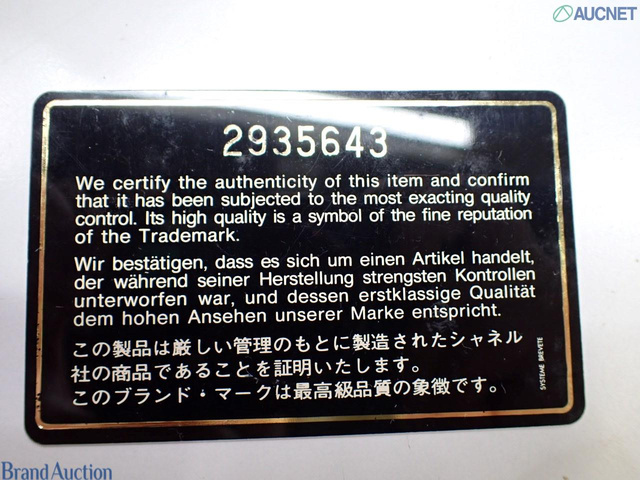 AUCNET
2935643
We certify the authenticity of this item and confirm
that it has been subjected to the most exacting quality
control. Its high quality is a symbol of the fine reputation
of the Trademark.
Wir bestätigen, dass es sich um einen Artikel handelt,
der während seiner Herstellung strengsten Kontrollen
unterworfen war, und dessen erstklassige Qualität
dem hohen Ansehen unserer Marke entspricht.
この製品は厳しい管理のもとに製造されたシャネル
社の商品であることを証明いたします。
このブランド・マークは最高級品質の象徴です。
SYSTEME BREVETE
Brand Auction